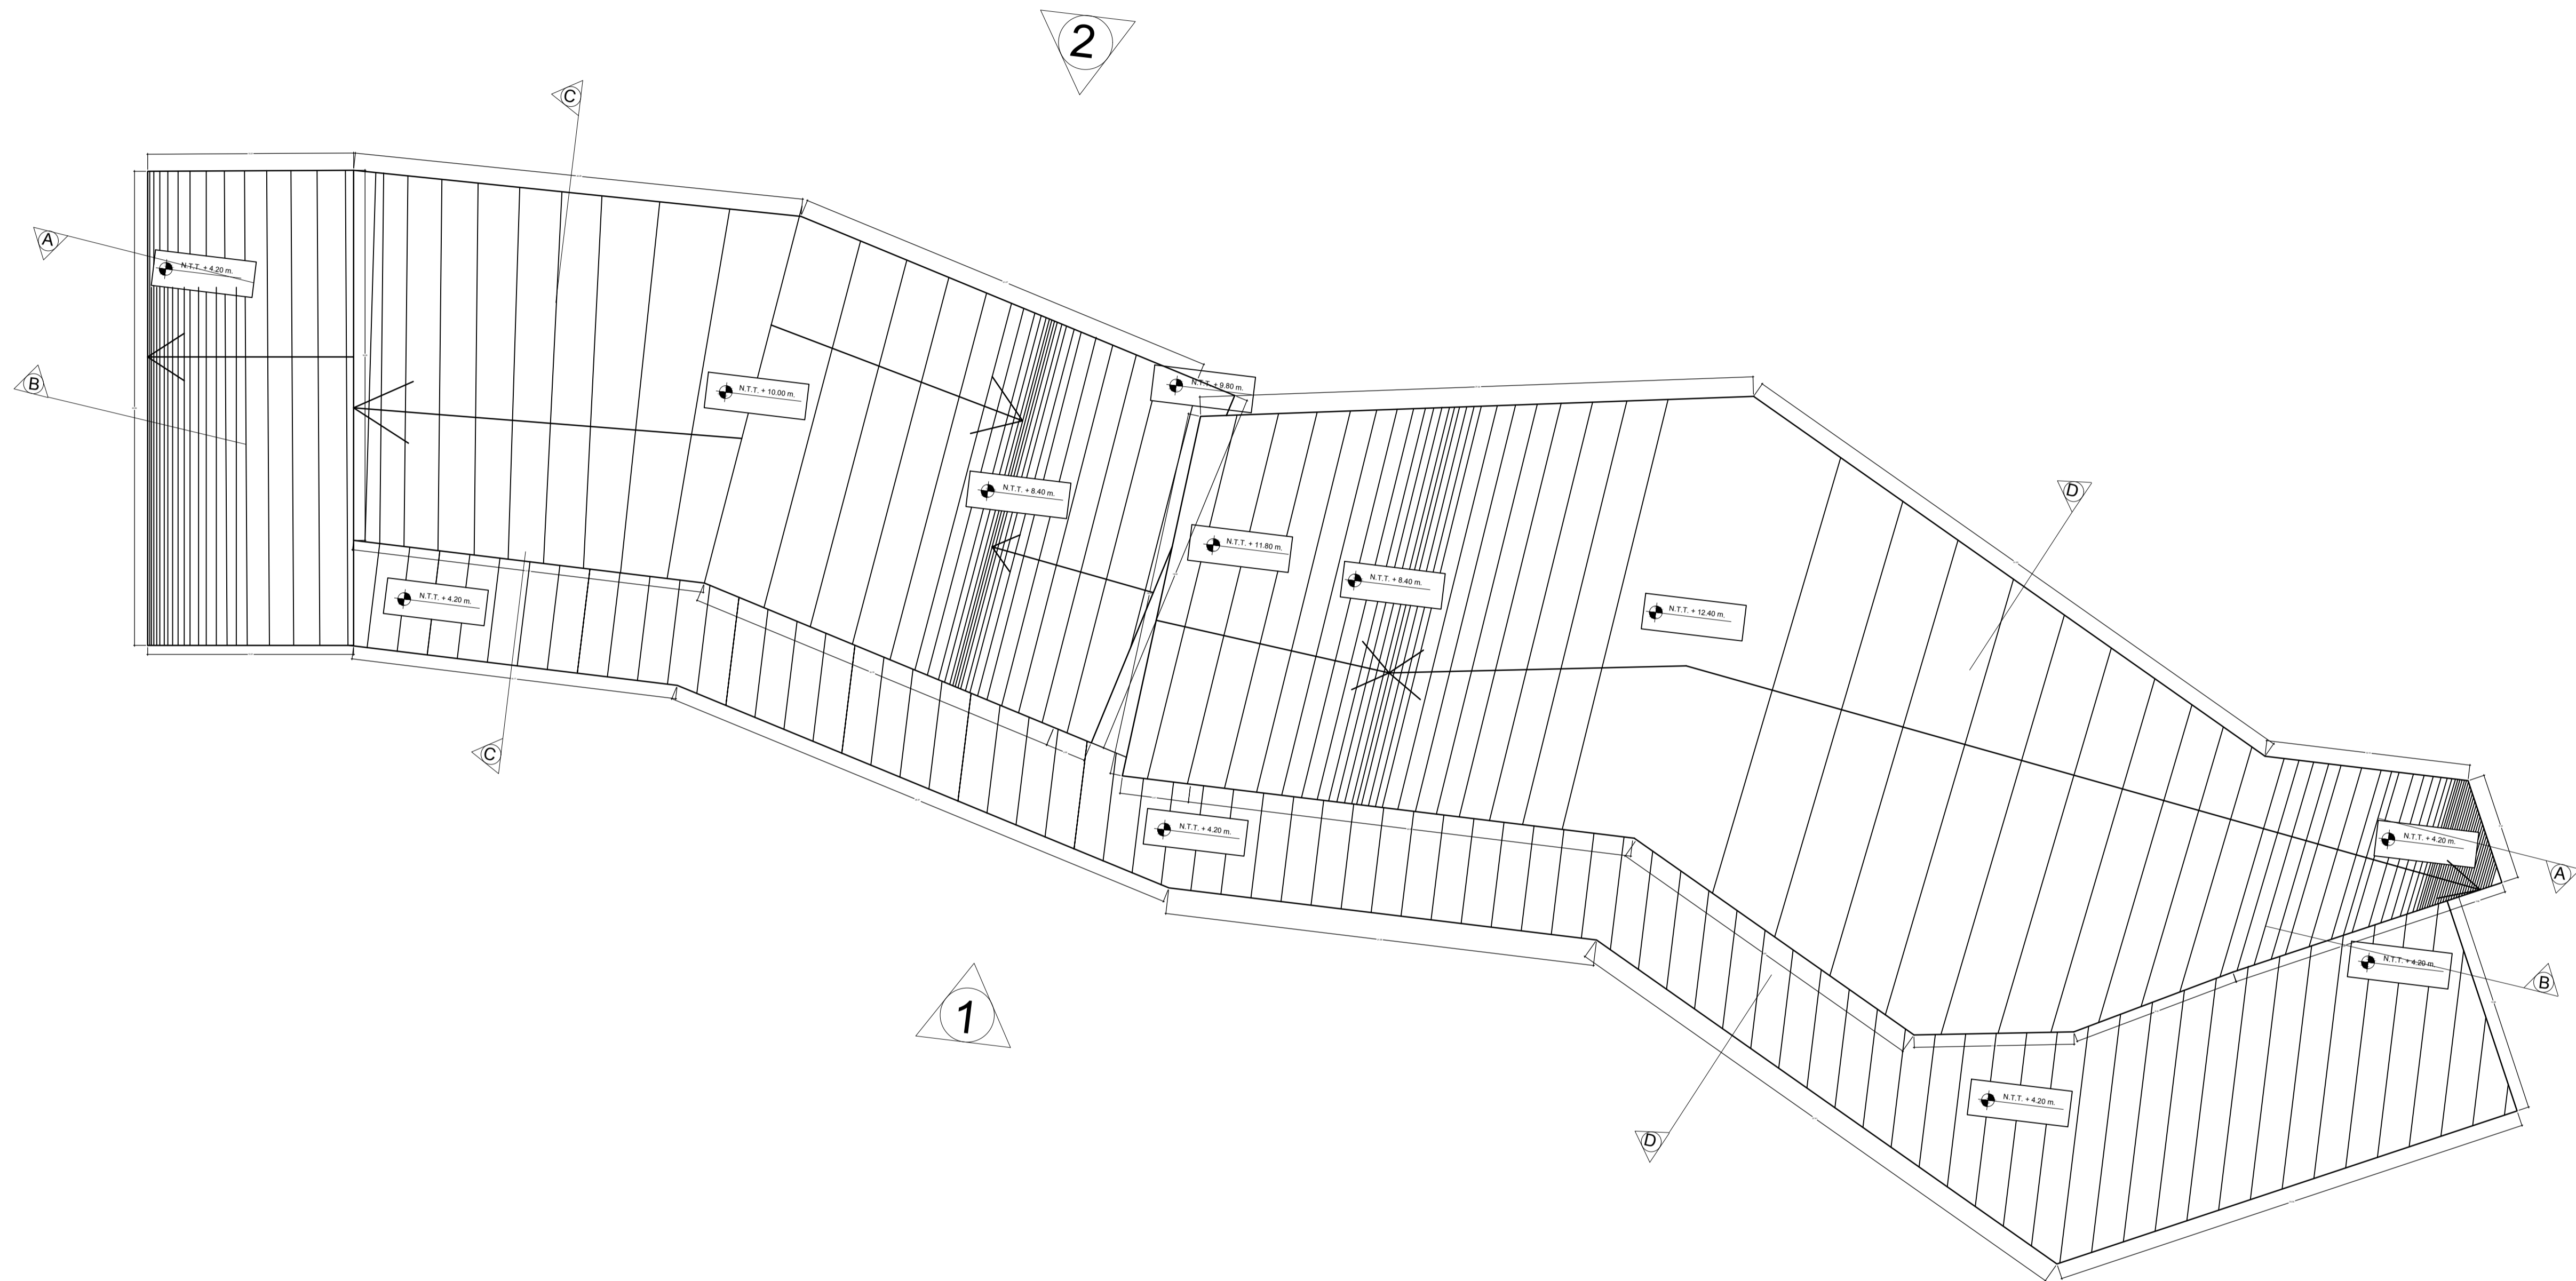 2
C
A
N.T.T. + 4.20 m.
B
N.T.T. + 10.00 m.
N.T.T. + 9.80 m.
N.T.T. + 8.40 m.
D
N.T.T. + 11.80 m.
N.T.T. + 8.40 m.
N.T.T. + 4.20 m.
N.T.T. + 12.40 m.
C
N.T.T. + 4.20 m.
N.T.T. + 4.20 m.
A
N.T.T. + 4.20 m.
B
1
N.T.T. + 4.20 m.
D